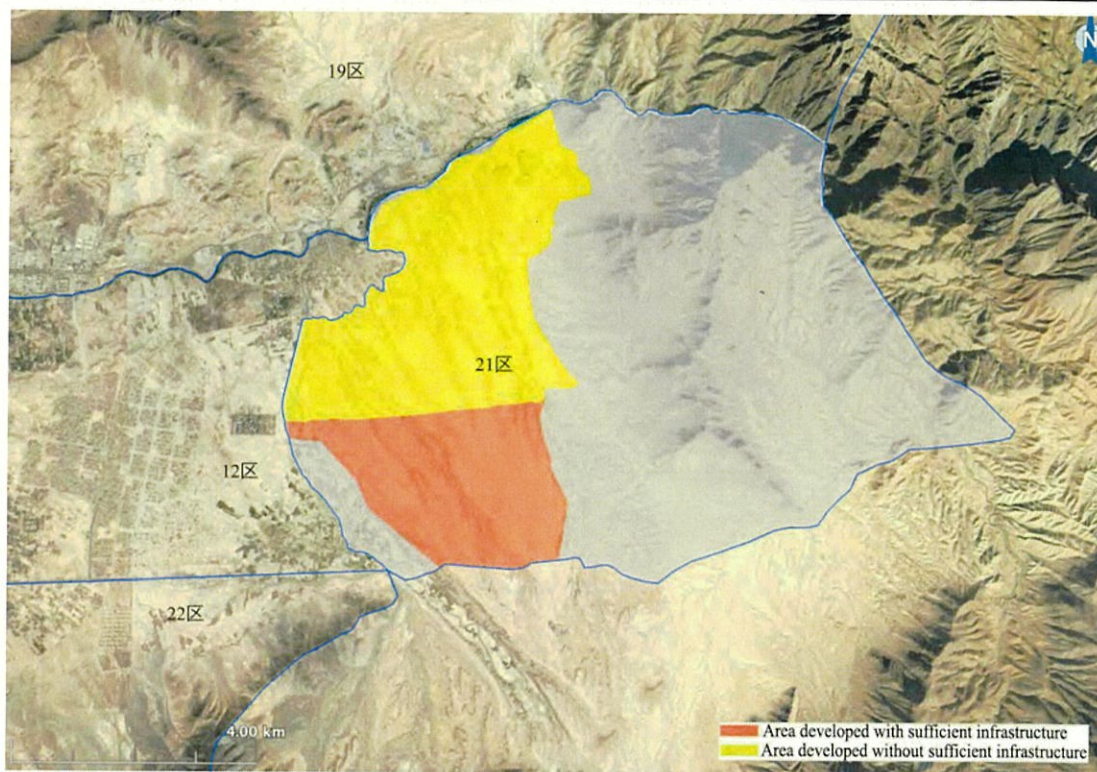 N
19区
21区
12区
22区
4.00 km
Area developed with sufficient infrastructure
Area developed without sufficient infrastructure